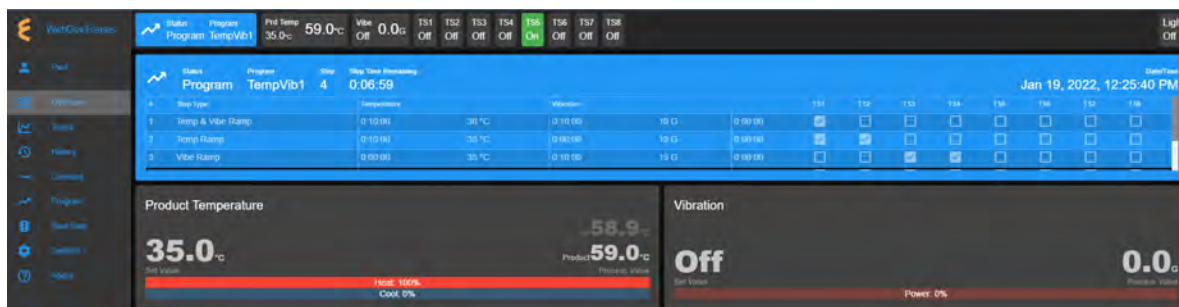 Status Program
Program TempVib1
Prd Temp 35.0°C 59.0°C
Vibe Off 0.0G
TS1 Off
TS2 Off
TS3 Off
TS4 Off
TS5 On
TS6 Off
TS7 Off
TS8 Off
Light
Off
Status Program Step Step Time Remaining Date/Time
Program TempVib1 4 0:06:59 Jan 19, 2022, 12:25:40 PM
# Step Type Temperature Vibration TS1 TS2 TS3 TS4 TS5 TS6 TS7 TS8
1 Temp & Vibe Ramp 0:10:00 30 °C 0:10:00 10 G 0:00:00
2 Temp Ramp 0:10:00 35 °C 0:00:00 10 G 0:00:00
3 Vibe Ramp 0:00:00 35 °C 0:10:00 15 G 0:00:00
Trend
History
Program
Product Temperature
58.9°C
35.0°C Product 59.0°C
Set Value Process Value
Heat: 100%
Cool: 0%
Vibration
Off 0.0G
Set Value Process Value
Power: 0%